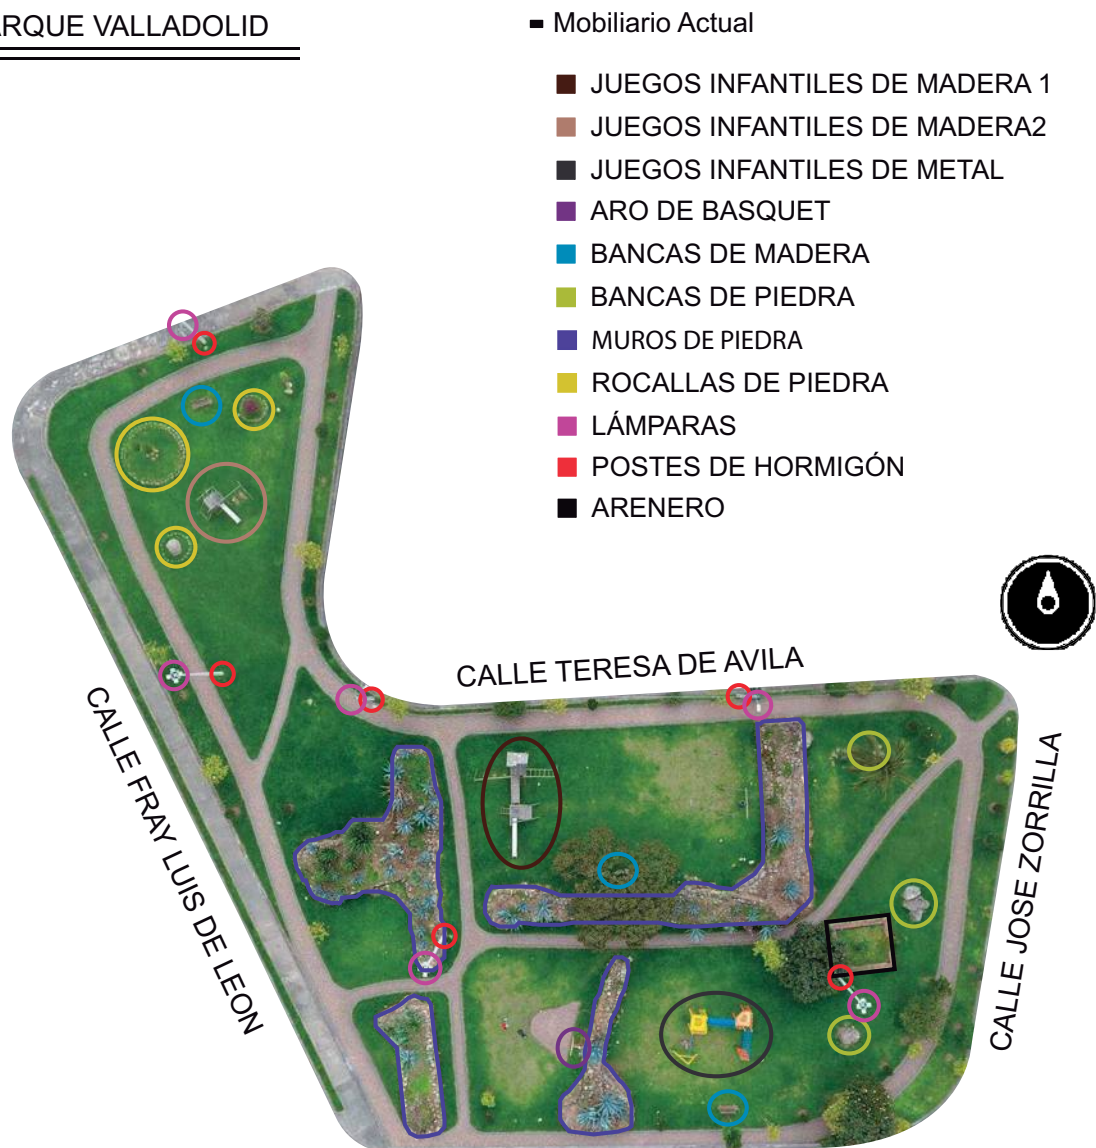 ARQUE VALLADOLID
Mobiliario Actual
JUEGOS INFANTILES DE MADERA 1
JUEGOS INFANTILES DE MADERA2
JUEGOS INFANTILES DE METAL
ARO DE BASQUET
BANCAS DE MADERA
BANCAS DE PIEDRA
MUROS DE PIEDRA
ROCALLAS DE PIEDRA
LÁMPARAS
POSTES DE HORMIGÓN
ARENERO
CALLE TERESA DE AVILA
CALLE FRAY LUIS DE LEON
CALLE JOSE ZORRILLA